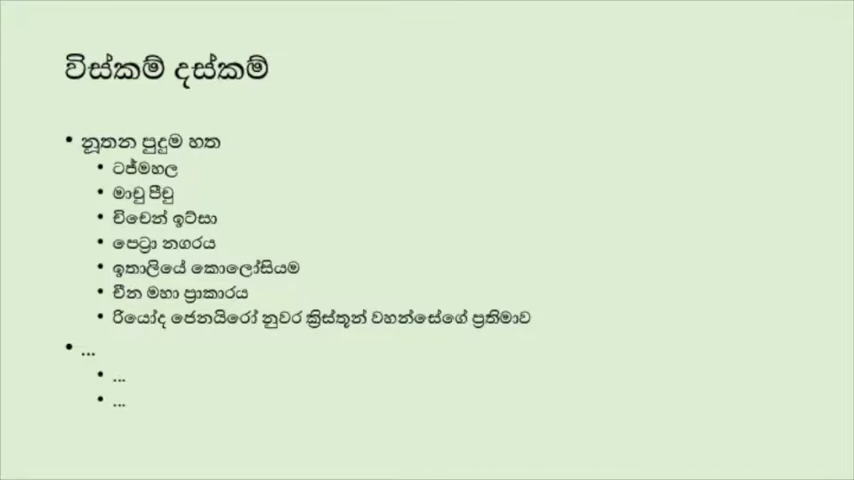 විස්කම් දස්කම්
• නූතන පුදුම හත
• ටජ්මහල
• මාචු පීචු
• චිචෙන් ඉට්සා
• පෙට්‍රා නගරය
• ඉතාලියේ කොලෝසියම
• චීන මහා ප්‍රාකාරය
• රියෝද ජෙනයිරෝ නුවර ක්‍රිස්තූන් වහන්සේගේ ප්‍රතිමාව
• ...
• ...
• ...